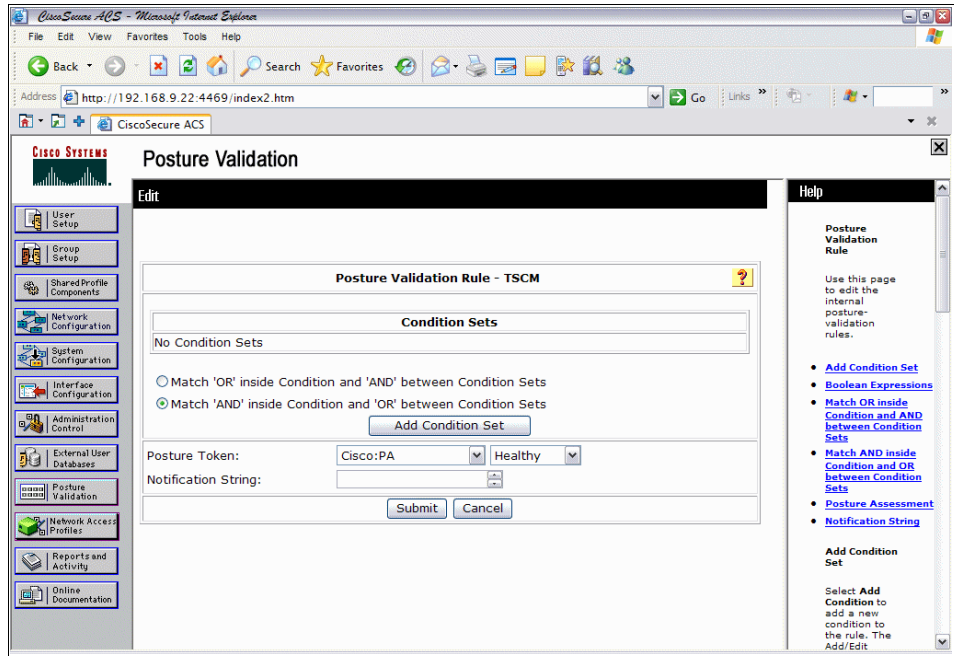 CiscoSecure ACS - Microsoft Internet Explorer
File Edit View Favorites Tools Help
Back Search Favorites
Address http://192.168.9.22:4469/index2.htm Go Links »
CiscoSecure ACS
CISCO SYSTEMS
Posture Validation
User
Setup
Group
Setup
Shared Profile
Components
Network
Configuration
System
Configuration
Interface
Configuration
Administration
Control
External User
Databases
Posture
Validation
Network Access
Profiles
Reports and
Activity
Online
Documentation
Edit
Posture Validation Rule - TSCM
?
Condition Sets
No Condition Sets
Match 'OR' inside Condition and 'AND' between Condition Sets
Match 'AND' inside Condition and 'OR' between Condition Sets
Add Condition Set
Posture Token: Cisco:PA Healthy
Notification String:
Submit Cancel
Help
Posture
Validation
Rule
Use this page
to edit the
internal
posture-
validation
rules.
Add Condition Set
Boolean Expressions
Match OR inside
Condition and AND
between Condition
Sets
Match AND inside
Condition and OR
between Condition
Sets
Posture Assessment
Notification String
Add Condition
Set
Select Add
Condition to
add a new
condition to
the rule. The
Add/Edit